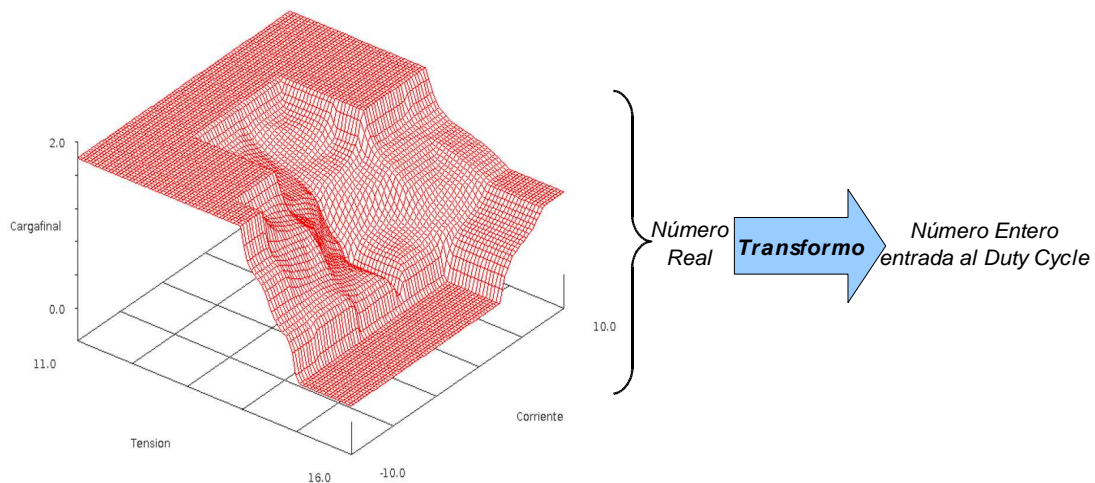 2.0
Cargafinal
0.0
11.0
Tension
16.0
-10.0
Corriente
10.0
Número
Real
Transformo
Número Entero
entrada al Duty Cycle